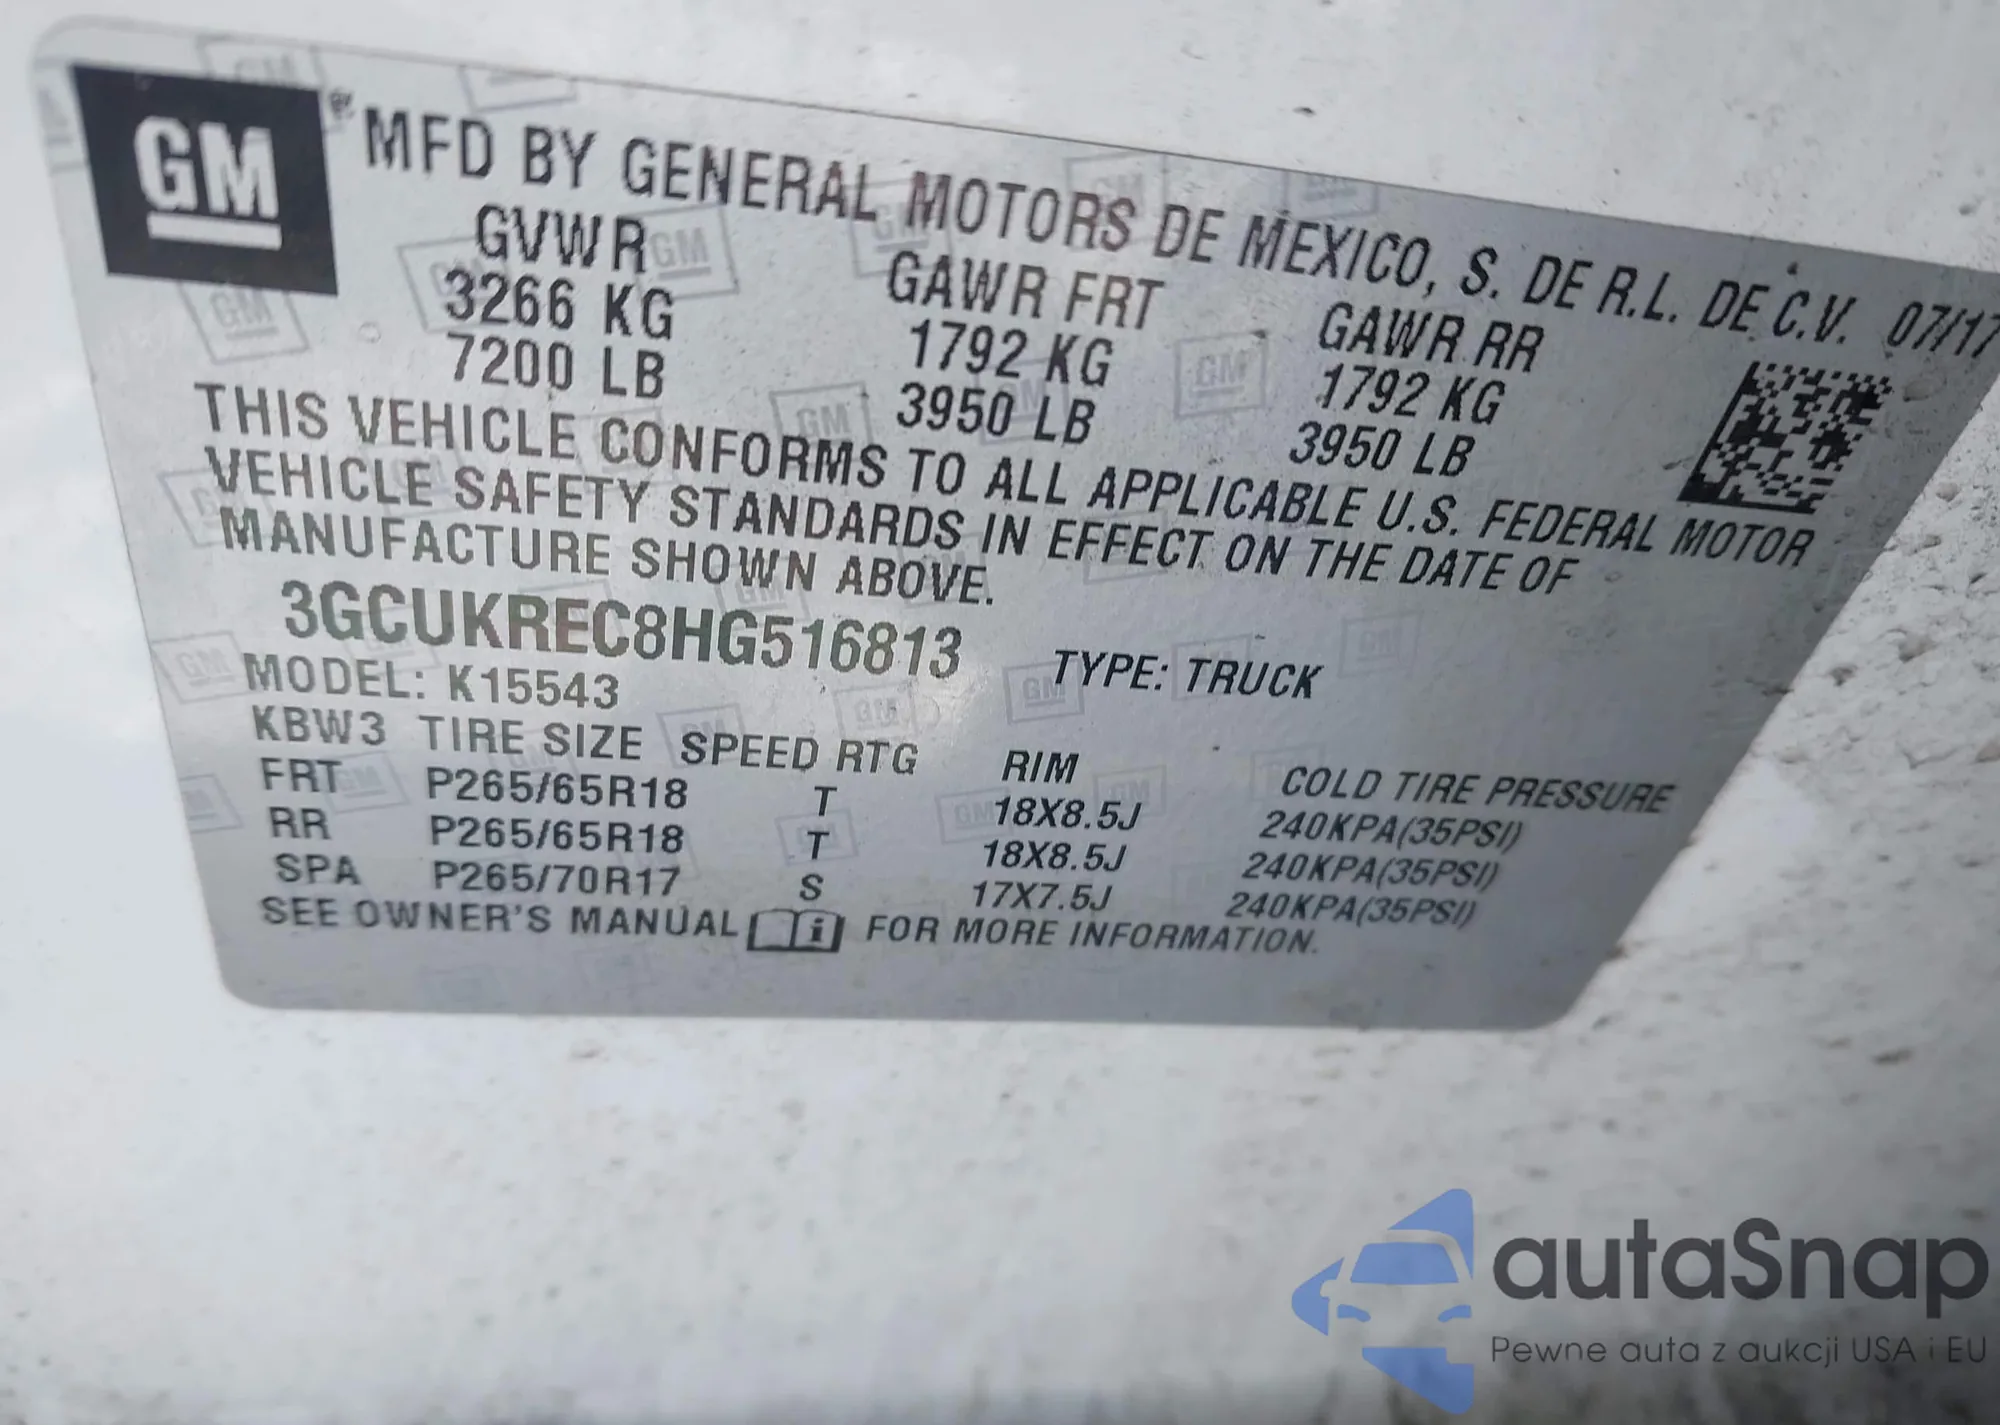 GM
® MFD BY GENERAL MOTORS DE MEXICO, S. DE R.L. DE C.V. 07/17
GVWR GAWR FRT GAWR RR
3266 KG 1792 KG 1792 KG
7200 LB 3950 LB 3950 LB
THIS VEHICLE CONFORMS TO ALL APPLICABLE U.S. FEDERAL MOTOR
VEHICLE SAFETY STANDARDS IN EFFECT ON THE DATE OF
MANUFACTURE SHOWN ABOVE.
3GCUKREC8HG516813 TYPE: TRUCK
MODEL: K15543
KBW3 TIRE SIZE SPEED RTG RIM COLD TIRE PRESSURE
FRT P265/65R18 T 18X8.5J 240KPA(35PSI)
RR P265/65R18 T 18X8.5J 240KPA(35PSI)
SPA P265/70R17 S 17X7.5J 240KPA(35PSI)
SEE OWNER'S MANUAL i FOR MORE INFORMATION.
autaSnap
Pewne auta z aukcji USA i EU